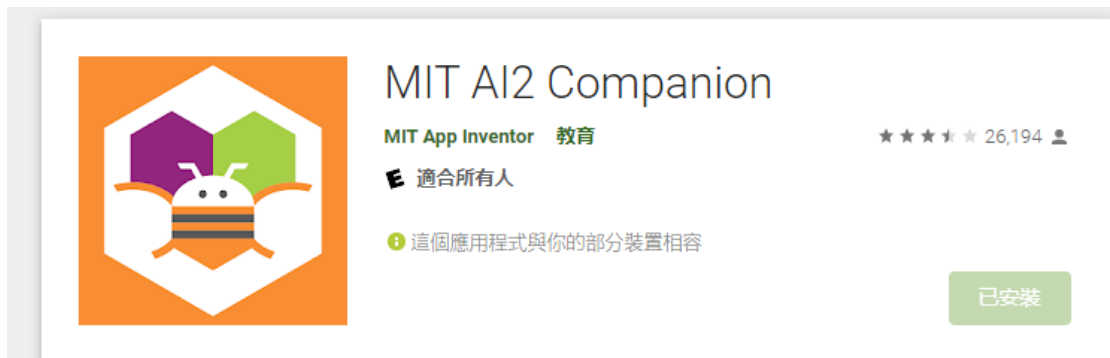 MIT AI2 Companion
MIT App Inventor 教育 26,194
E 適合所有人
這個應用程式與你的部分裝置相容
已安裝